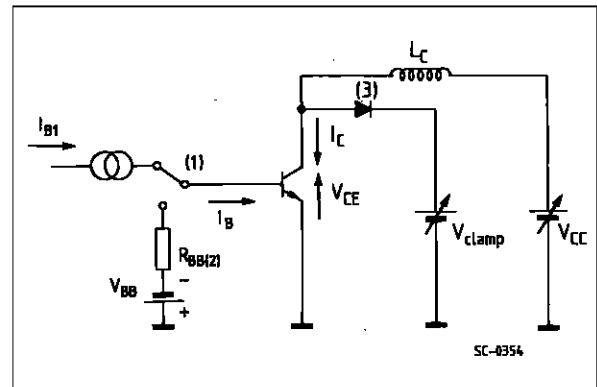 L_C
(3)
I_B1
(1)
I_C
V_CE
I_B
R_BB(2)
V_BB
-
+
V_clamp
V_CC
SC-0354